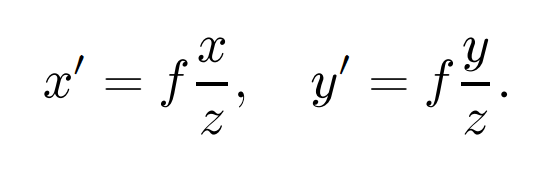 x′ = f x/z, y′ = f y/z.